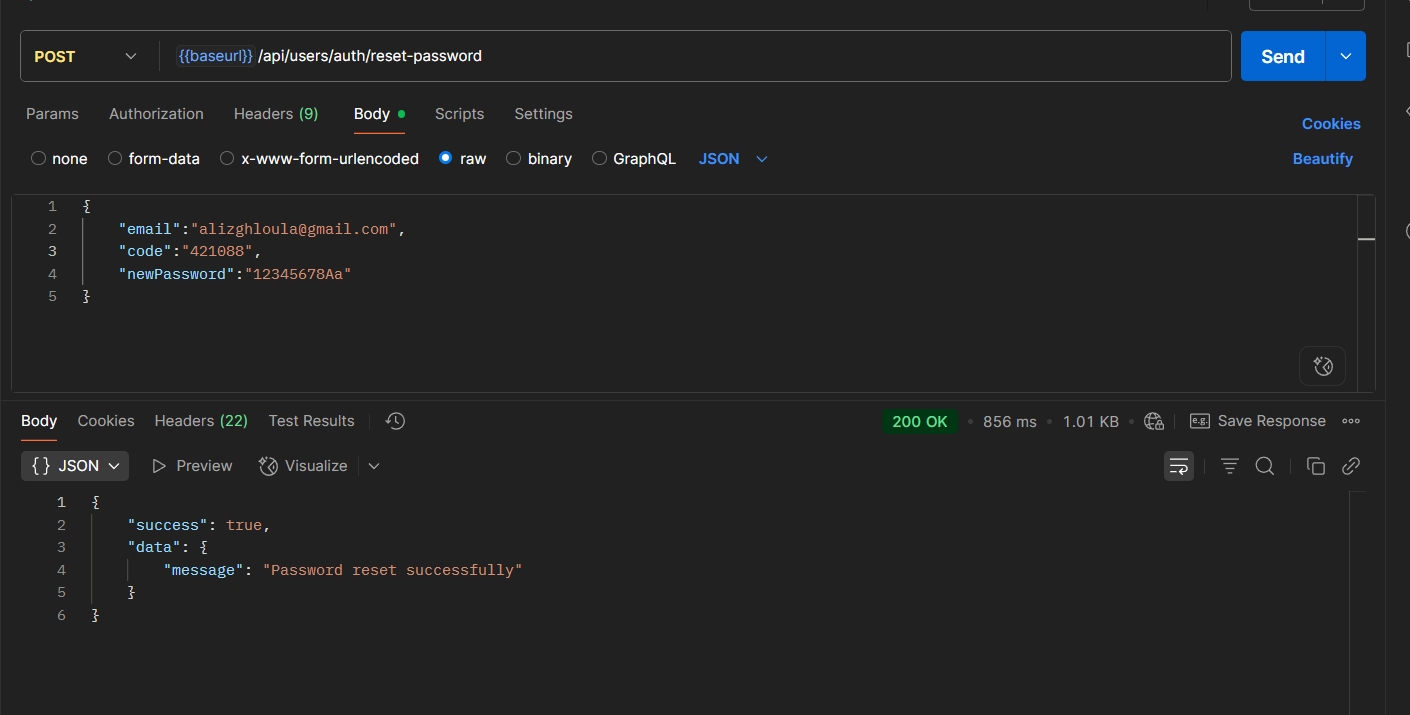 POST {{baseurl}} /api/users/auth/reset-password Send
Params Authorization Headers (9) Body Scripts Settings Cookies
none form-data x-www-form-urlencoded raw binary GraphQL JSON Beautify
1 {
2 "email":"alizghloula@gmail.com",
3 "code":"421088",
4 "newPassword":"12345678Aa"
5 }
Body Cookies Headers (22) Test Results 200 OK • 856 ms • 1.01 KB • e.g. Save Response
{} JSON Preview Visualize
1 {
2 "success": true,
3 "data": {
4 "message": "Password reset successfully"
5 }
6 }